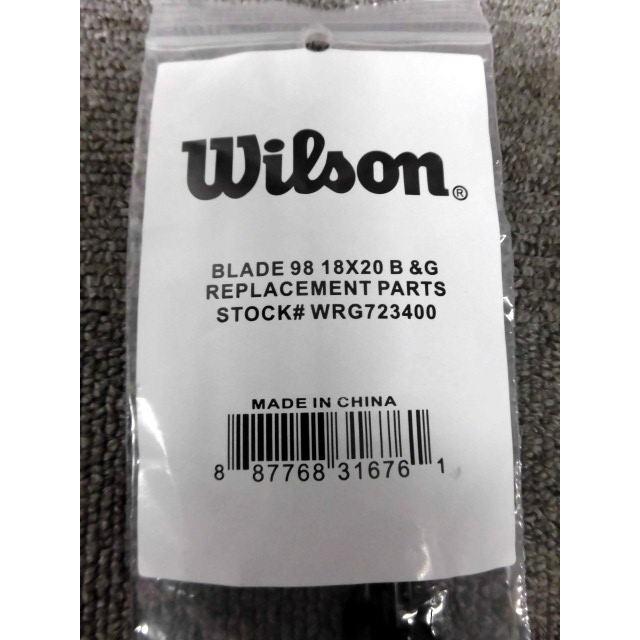 Wilson®
BLADE 98 18X20 B &G
REPLACEMENT PARTS
STOCK# WRG723400
MADE IN CHINA
8 87768 31676 1